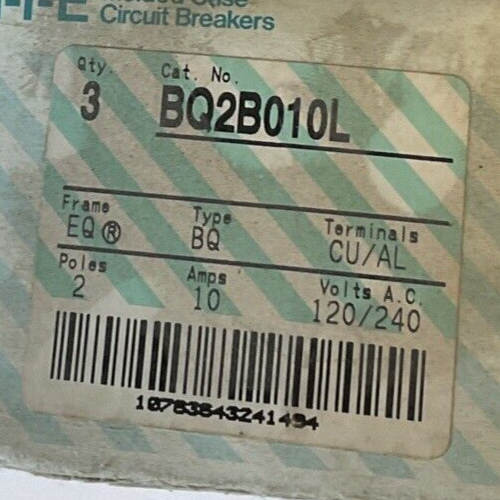 I-T-E
Circuit Breakers
Qty. Cat. No.
3 BQ2B010L
Frame Type Terminals
EQ® BQ CU/AL
Poles Amps Volts A.C.
2 10 120/240
10783643241494